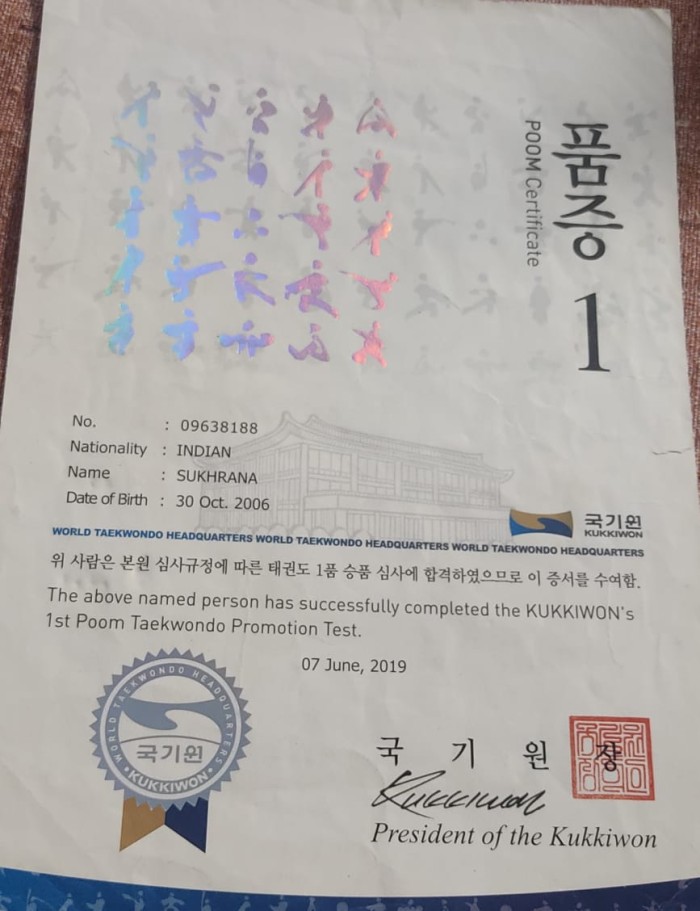 품증
POOM Certificate
1
No. : 09638188
Nationality : INDIAN
Name : SUKHRANA
Date of Birth : 30 Oct. 2006
국기원
KUKKIWON
WORLD TAEKWONDO HEADQUARTERS WORLD TAEKWONDO HEADQUARTERS WORLD TAEKWONDO HEADQUARTERS
위 사람은 본원 심사규정에 따른 태권도 1품 승품 심사에 합격하였으므로 이 증서를 수여함.
The above named person has successfully completed the KUKKIWON's
1st Poom Taekwondo Promotion Test.
07 June, 2019
WORLD TAEKWONDO HEADQUARTERS
국기원
KUKKIWON
국 기 원 장
Kukkiwon
President of the Kukkiwon